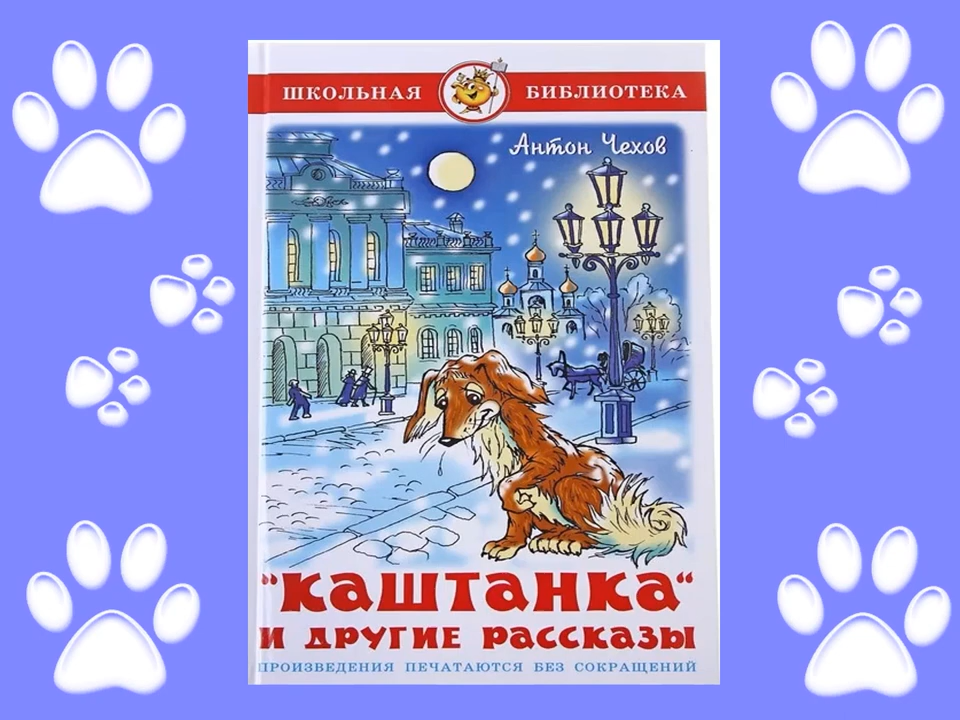 ШКОЛЬНАЯ БИБЛИОТЕКА
Антон Чехов
"КАШТАНКА"
И ДРУГИЕ РАССКАЗЫ
ПРОИЗВЕДЕНИЯ ПЕЧАТАЮТСЯ БЕЗ СОКРАЩЕНИЙ